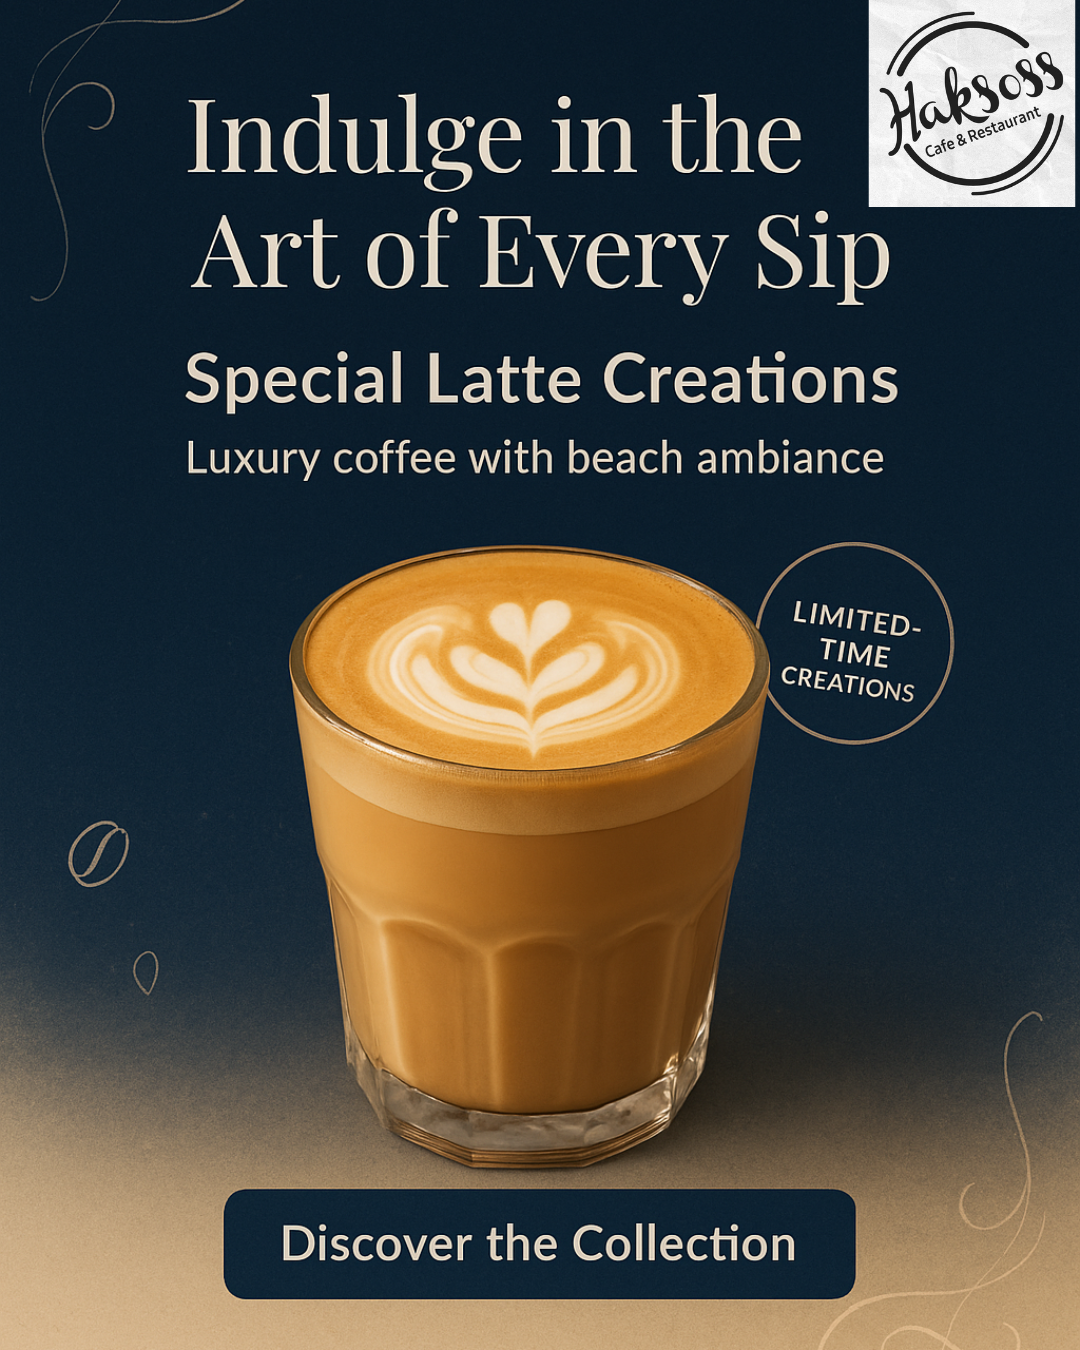 Haksoss
Cafe & Restaurant
Indulge in the
Art of Every Sip
Special Latte Creations
Luxury coffee with beach ambiance
LIMITED-
TIME
CREATIONS
Discover the Collection